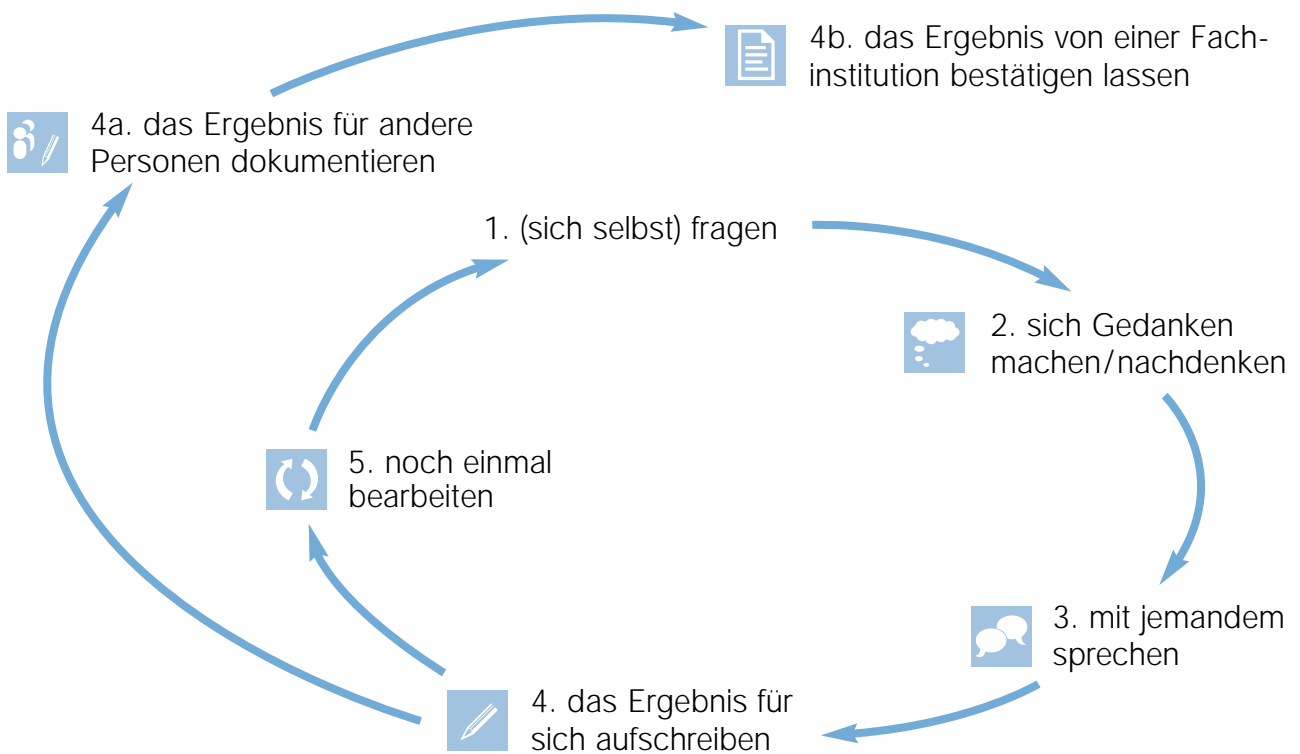 4b. das Ergebnis von einer Fach-
institution bestätigen lassen
4a. das Ergebnis für andere
Personen dokumentieren
1. (sich selbst) fragen
2. sich Gedanken
machen/nachdenken
5. noch einmal
bearbeiten
3. mit jemandem
sprechen
4. das Ergebnis für
sich aufschreiben